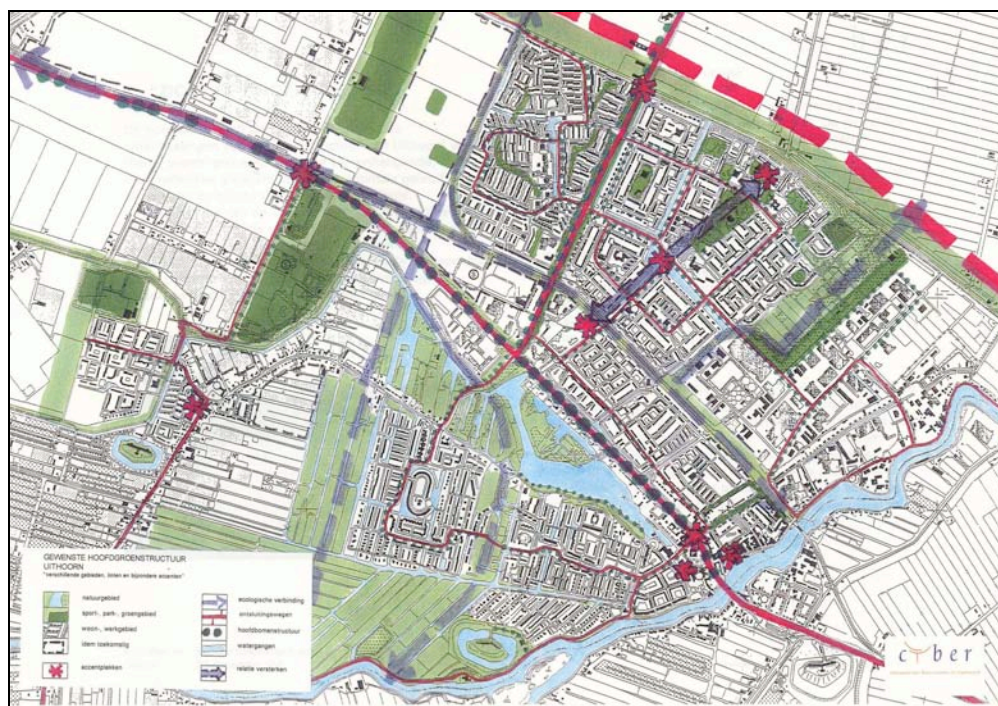 GEWENSTE HOOFDGROENSTRUCTUUR
UITHOORN
"verschillende gebieden, linten en bijzondere accenten"
natuurgebied
sport-, park-, groengebied
woon-, werkgebied
idem toekomstig
accentplekken
ecologische verbinding
ontsluitingswegen
hoofdbomenstructuur
watergangen
relatie versterken
cyber